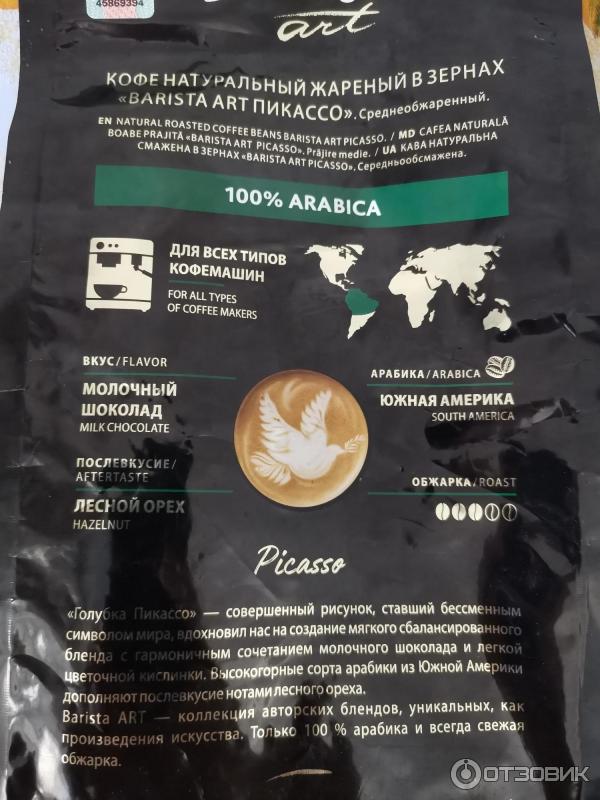 45869394
art
КОФЕ НАТУРАЛЬНЫЙ ЖАРЕНЫЙ В ЗЕРНАХ
«BARISTA ART ПИКАССО». Среднеобжаренный.
EN NATURAL ROASTED COFFEE BEANS BARISTA ART PICASSO. / MD CAFEA NATURALĂ
BOABE PRAJITĂ «BARISTA ART PICASSO». Prăjire medie. / UA КАВА НАТУРАЛЬНА
СМАЖЕНА В ЗЕРНАХ «BARISTA ART PICASSO», Середньообсмажена.
100% ARABICA
ДЛЯ ВСЕХ ТИПОВ
КОФЕМАШИН
FOR ALL TYPES
OF COFFEE MAKERS
ВКУС/FLAVOR
МОЛОЧНЫЙ
ШОКОЛАД
MILK CHOCOLATE
ПОСЛЕВКУСИЕ/
AFTERTASTE
ЛЕСНОЙ ОРЕХ
HAZELNUT
АРАБИКА/ARABICA
ЮЖНАЯ АМЕРИКА
SOUTH AMERICA
ОБЖАРКА/ROAST
Picasso
«Голубка Пикассо» — совершенный рисунок, ставший бессменным
символом мира, вдохновил нас на создание мягкого сбалансированного
бленда с гармоничным сочетанием молочного шоколада и легкой
цветочной кислинки. Высокогорные сорта арабики из Южной Америки
дополняют послевкусие нотами лесного ореха.
Barista ART — коллекция авторских блендов, уникальных, как
произведения искусства. Только 100 % арабика и всегда свежая
обжарка.
ОТЗОВИК